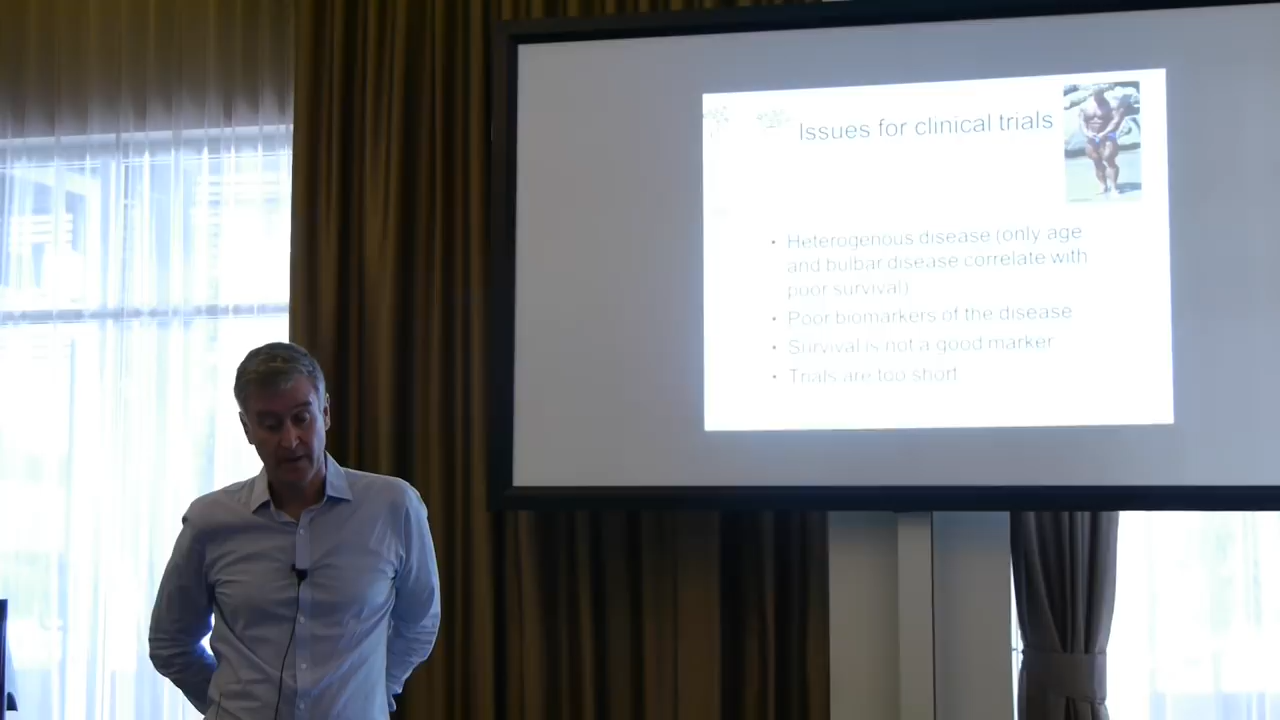 Issues for clinical trials
• Heterogenous disease (only age
and bulbar disease correlate with
poor survival)
• Poor biomarkers of the disease
• Survival is not a good marker
• Trials are too short